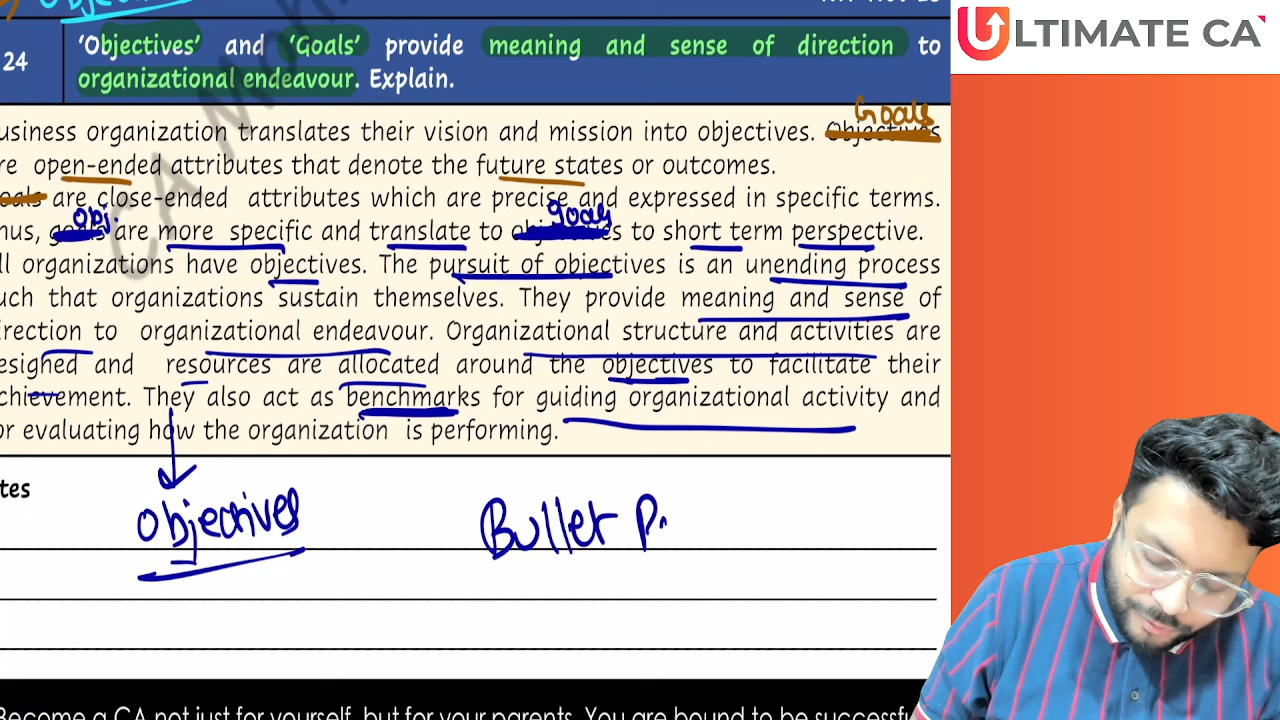 ULTIMATE CA
24
'Objectives' and 'Goals' provide meaning and sense of direction to
organizational endeavour. Explain.
Goals
usiness organization translates their vision and mission into objectives. Objectives
re open-ended attributes that denote the future states or outcomes.
oals are close-ended attributes which are precise and expressed in specific terms.
obj. goals
hus, goals are more specific and translate to objectives to short term perspective.
ll organizations have objectives. The pursuit of objectives is an unending process
uch that organizations sustain themselves. They provide meaning and sense of
irection to organizational endeavour. Organizational structure and activities are
esigned and resources are allocated around the objectives to facilitate their
chievement. They also act as benchmarks for guiding organizational activity and
or evaluating how the organization is performing.
tes
Objectives Bullet P.
Become a CA not just for yourself, but for your parents. You are bound to be successfu